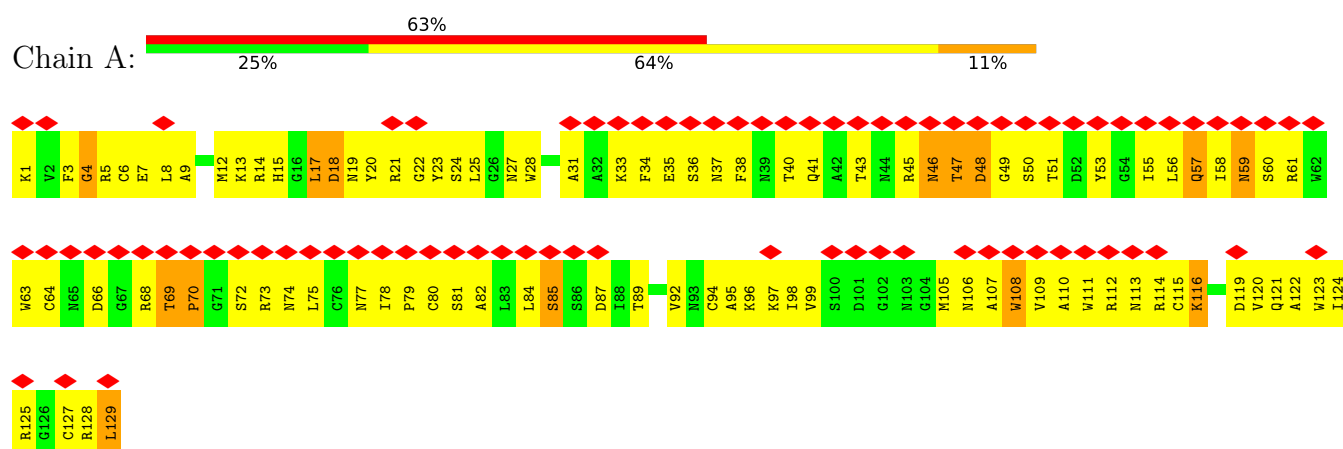 63%
Chain A:
25% 64% 11%
K1 V2 F3 G4 R5 C6 E7 L8 A9 M12 K13 R14 H15 G16 L17 D18 N19 Y20 R21 G22 Y23 S24 L25 G26 N27 W28 A31 A32 K33 F34 E35 S36 N37 F38 N39 T40 Q41 A42 T43 N44 R45 N46 T47 D48 G49 S50 T51 D52 Y53 G54 I55 L56 Q57 I58 N59 S60 R61 W62
W63 C64 N65 D66 G67 R68 T69 P70 G71 S72 R73 N74 L75 C76 N77 I78 P79 C80 S81 A82 L83 L84 S85 S86 D87 I88 T89 V92 N93 C94 A95 K96 K97 I98 V99 S100 D101 G102 N103 G104 M105 N106 A107 W108 V109 A110 W111 R112 N113 R114 C115 K116 D119 V120 Q121 A122 W123 I124
R125 G126 C127 R128 L129